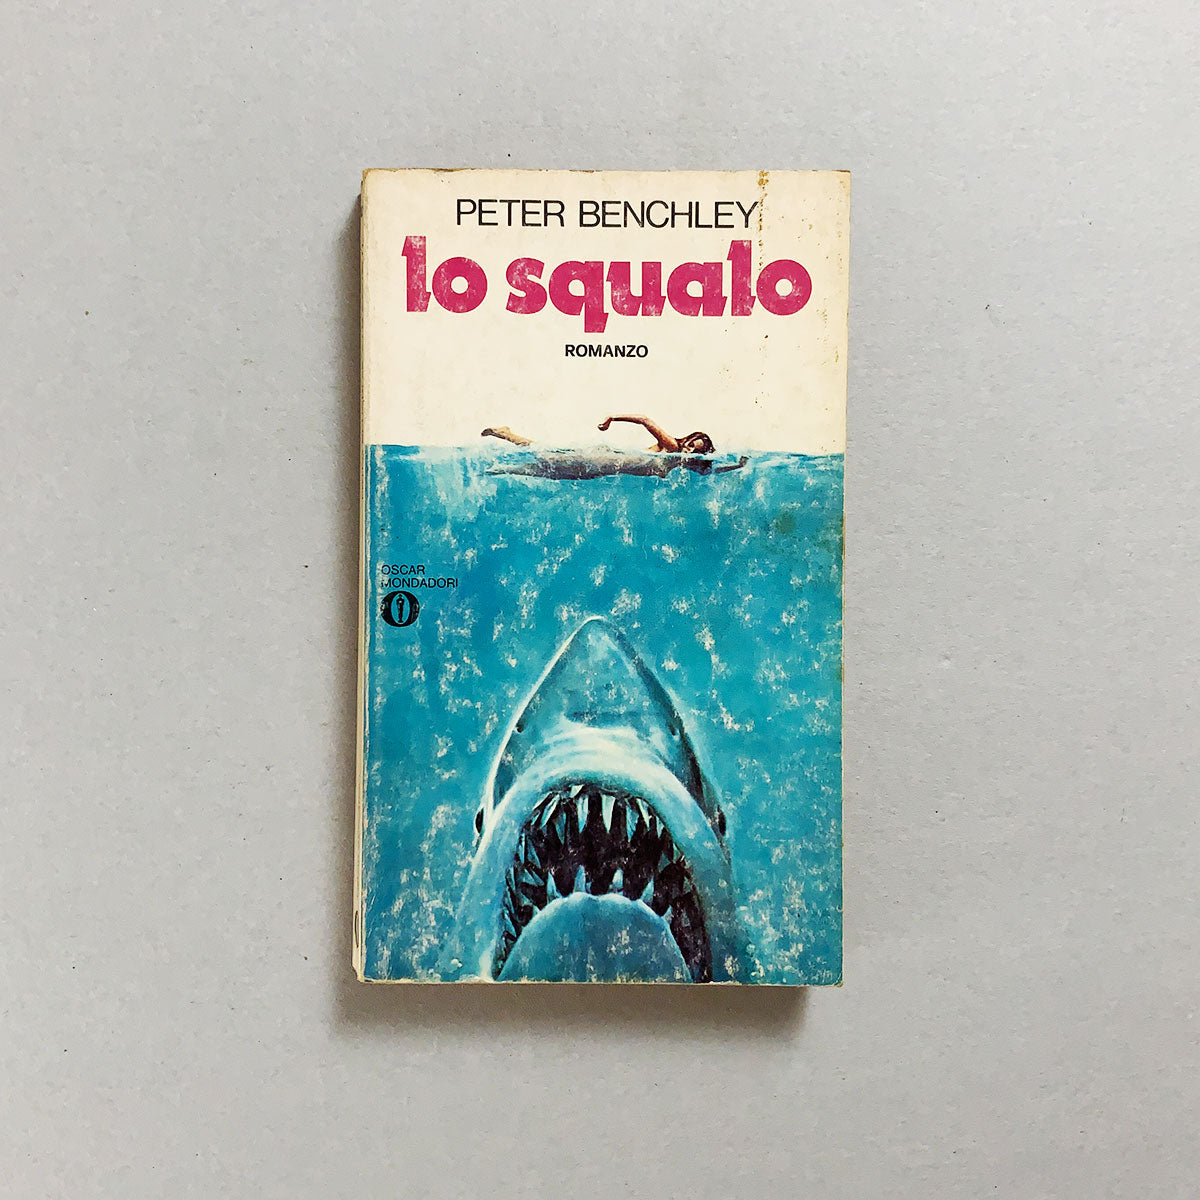 PETER BENCHLEY
lo squalo
ROMANZO
OSCAR
MONDADORI